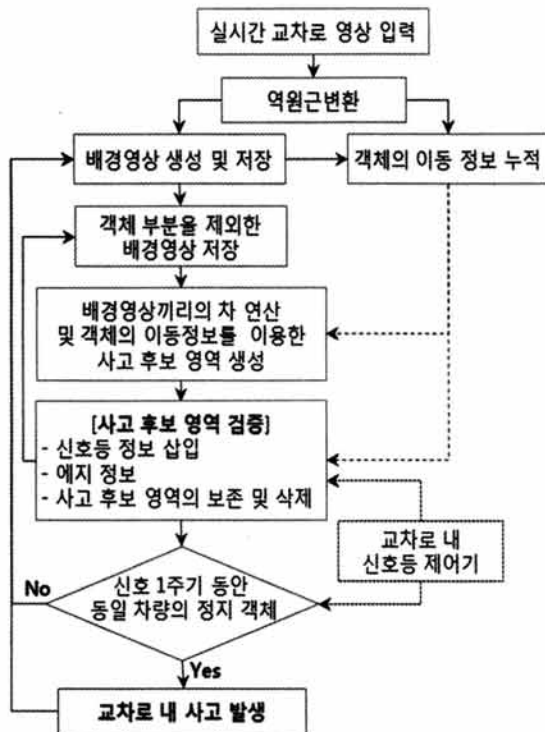 실시간 교차로 영상 입력
역원근변환
배경영상 생성 및 저장
객체의 이동 정보 누적
객체 부분을 제외한
배경영상 저장
배경영상끼리의 차 연산
및 객체의 이동정보를 이용한
사고 후보 영역 생성
[사고 후보 영역 검증]
- 신호등 정보 삽입
- 에지 정보
- 사고 후보 영역의 보존 및 삭제
교차로 내
신호등 제어기
No
신호 1주기 동안
동일 차량의 정지 객체
Yes
교차로 내 사고 발생